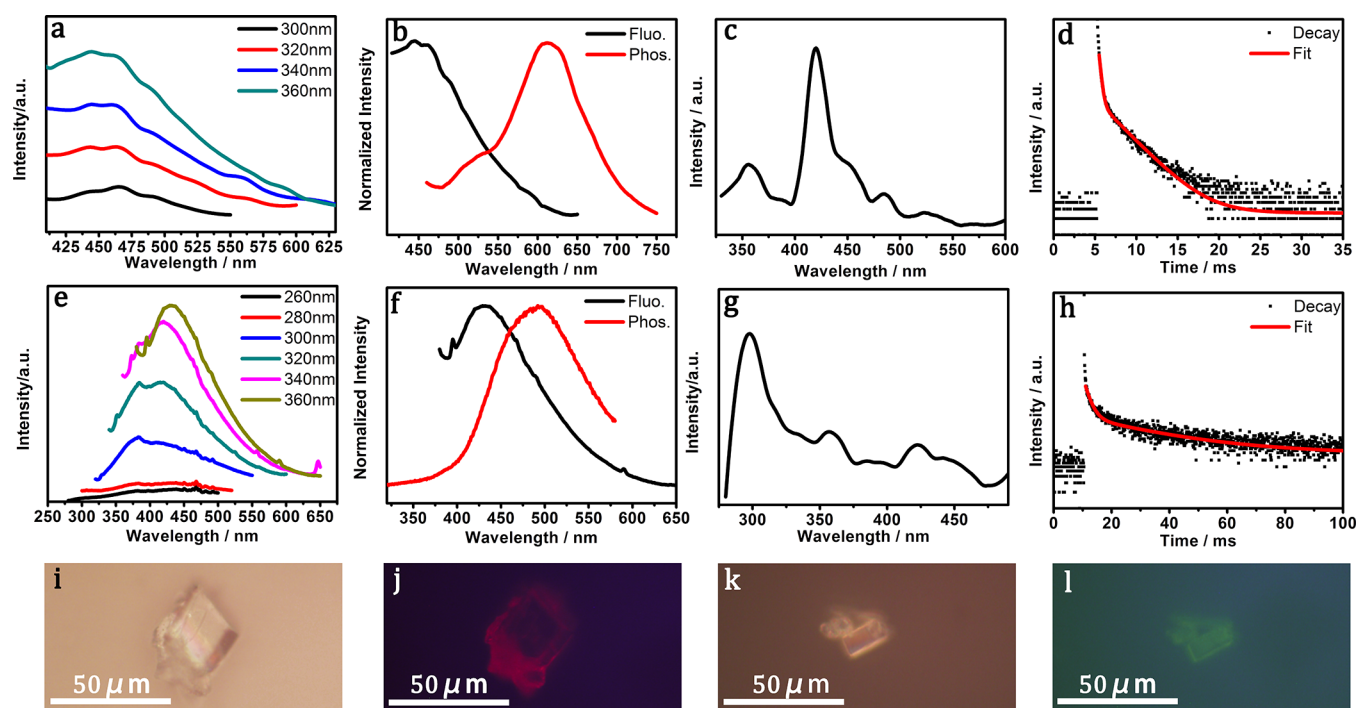 a
300nm
320nm
340nm
360nm
Intensity/a.u.
425 450 475 500 525 550 575 600 625
Wavelength / nm
b
Fluo.
Phos.
Normalized Intensity
450 500 550 600 650 700 750
Wavelength / nm
c
Intensity/ a.u.
350 400 450 500 550 600
Wavelength / nm
d
Decay
Fit
Intensity / a.u.
0 5 10 15 20 25 30 35
Time / ms
e
260nm
280nm
300nm
320nm
340nm
360nm
Intensity/a.u.
250 300 350 400 450 500 550 600 650
Wavelength / nm
f
Fluo.
Phos.
Normalized Intensity
350 400 450 500 550 600 650
Wavelength / nm
g
Intensity/a.u.
250 300 350 400 450
Wavelength / nm
h
Decay
Fit
Intensity / a.u.
0 20 40 60 80 100
Time / ms
i
50 μm
j
50 μm
k
50 μm
l
50 μm